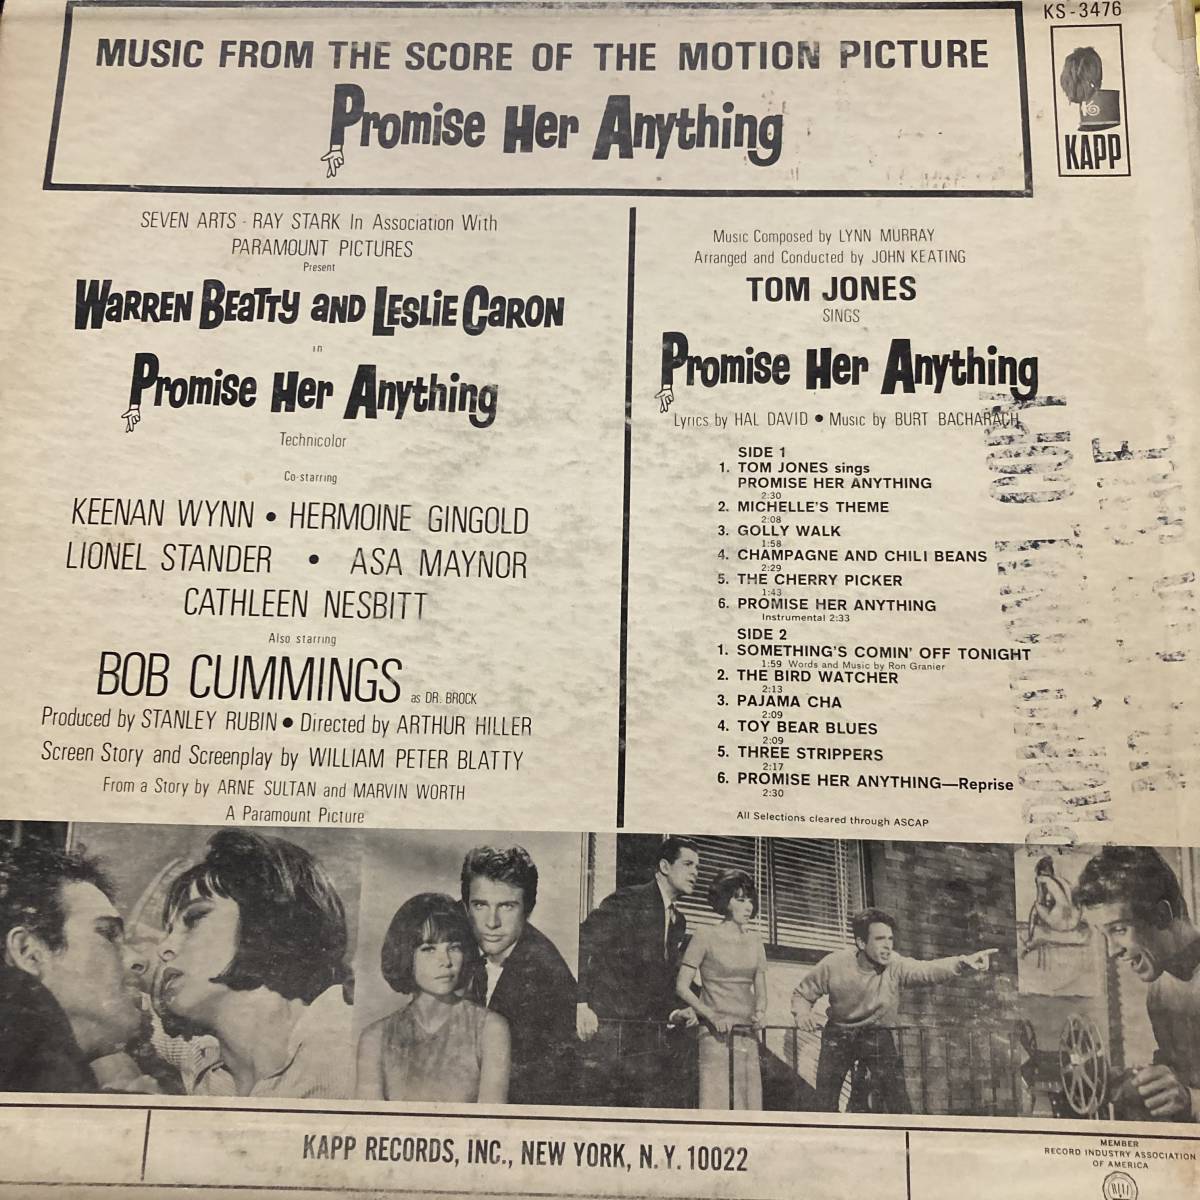 KS-3476
MUSIC FROM THE SCORE OF THE MOTION PICTURE
Promise Her Anything
KAPP
SEVEN ARTS - RAY STARK In Association With
PARAMOUNT PICTURES
Present
WARREN BEATTY AND LESLIE CARON
in
Promise Her Anything
Technicolor
Co-starring
KEENAN WYNN • HERMOINE GINGOLD
LIONEL STANDER • ASA MAYNOR
CATHLEEN NESBITT
Also starring
BOB CUMMINGS as DR. BROCK
Produced by STANLEY RUBIN • Directed by ARTHUR HILLER
Screen Story and Screenplay by WILLIAM PETER BLATTY
From a Story by ARNE SULTAN and MARVIN WORTH
A Paramount Picture
Music Composed by LYNN MURRAY
Arranged and Conducted by JOHN KEATING
TOM JONES
SINGS
Promise Her Anything
Lyrics by HAL DAVID • Music by BURT BACHARACH
SIDE 1
1. TOM JONES sings
PROMISE HER ANYTHING
2:30
2. MICHELLE'S THEME
2:08
3. GOLLY WALK
1:58
4. CHAMPAGNE AND CHILI BEANS
2:29
5. THE CHERRY PICKER
1:43
6. PROMISE HER ANYTHING
Instrumental 2:33
SIDE 2
1. SOMETHING'S COMIN' OFF TONIGHT
1:59 Words and Music by Ron Granier
2. THE BIRD WATCHER
2:13
3. PAJAMA CHA
2:09
4. TOY BEAR BLUES
2:09
5. THREE STRIPPERS
2:17
6. PROMISE HER ANYTHING—Reprise
2:30
All Selections cleared through ASCAP
PROMOTIONAL COPY
KAPP RECORDS, INC., NEW YORK, N.Y. 10022
MEMBER
RECORD INDUSTRY ASSOCIATION
OF AMERICA